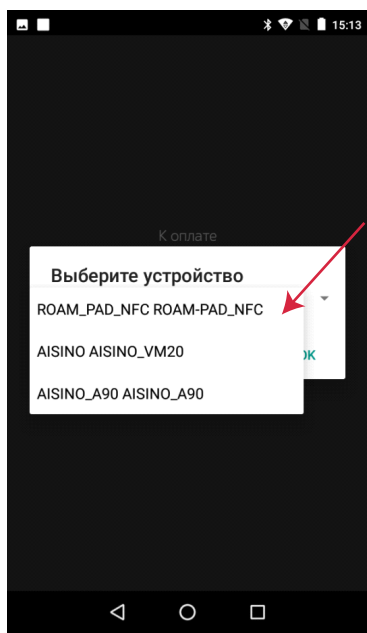 15:13
К оплате
Выберите устройство
ROAM_PAD_NFC ROAM-PAD_NFC
AISINO AISINO_VM20
ОК
AISINO_A90 AISINO_A90